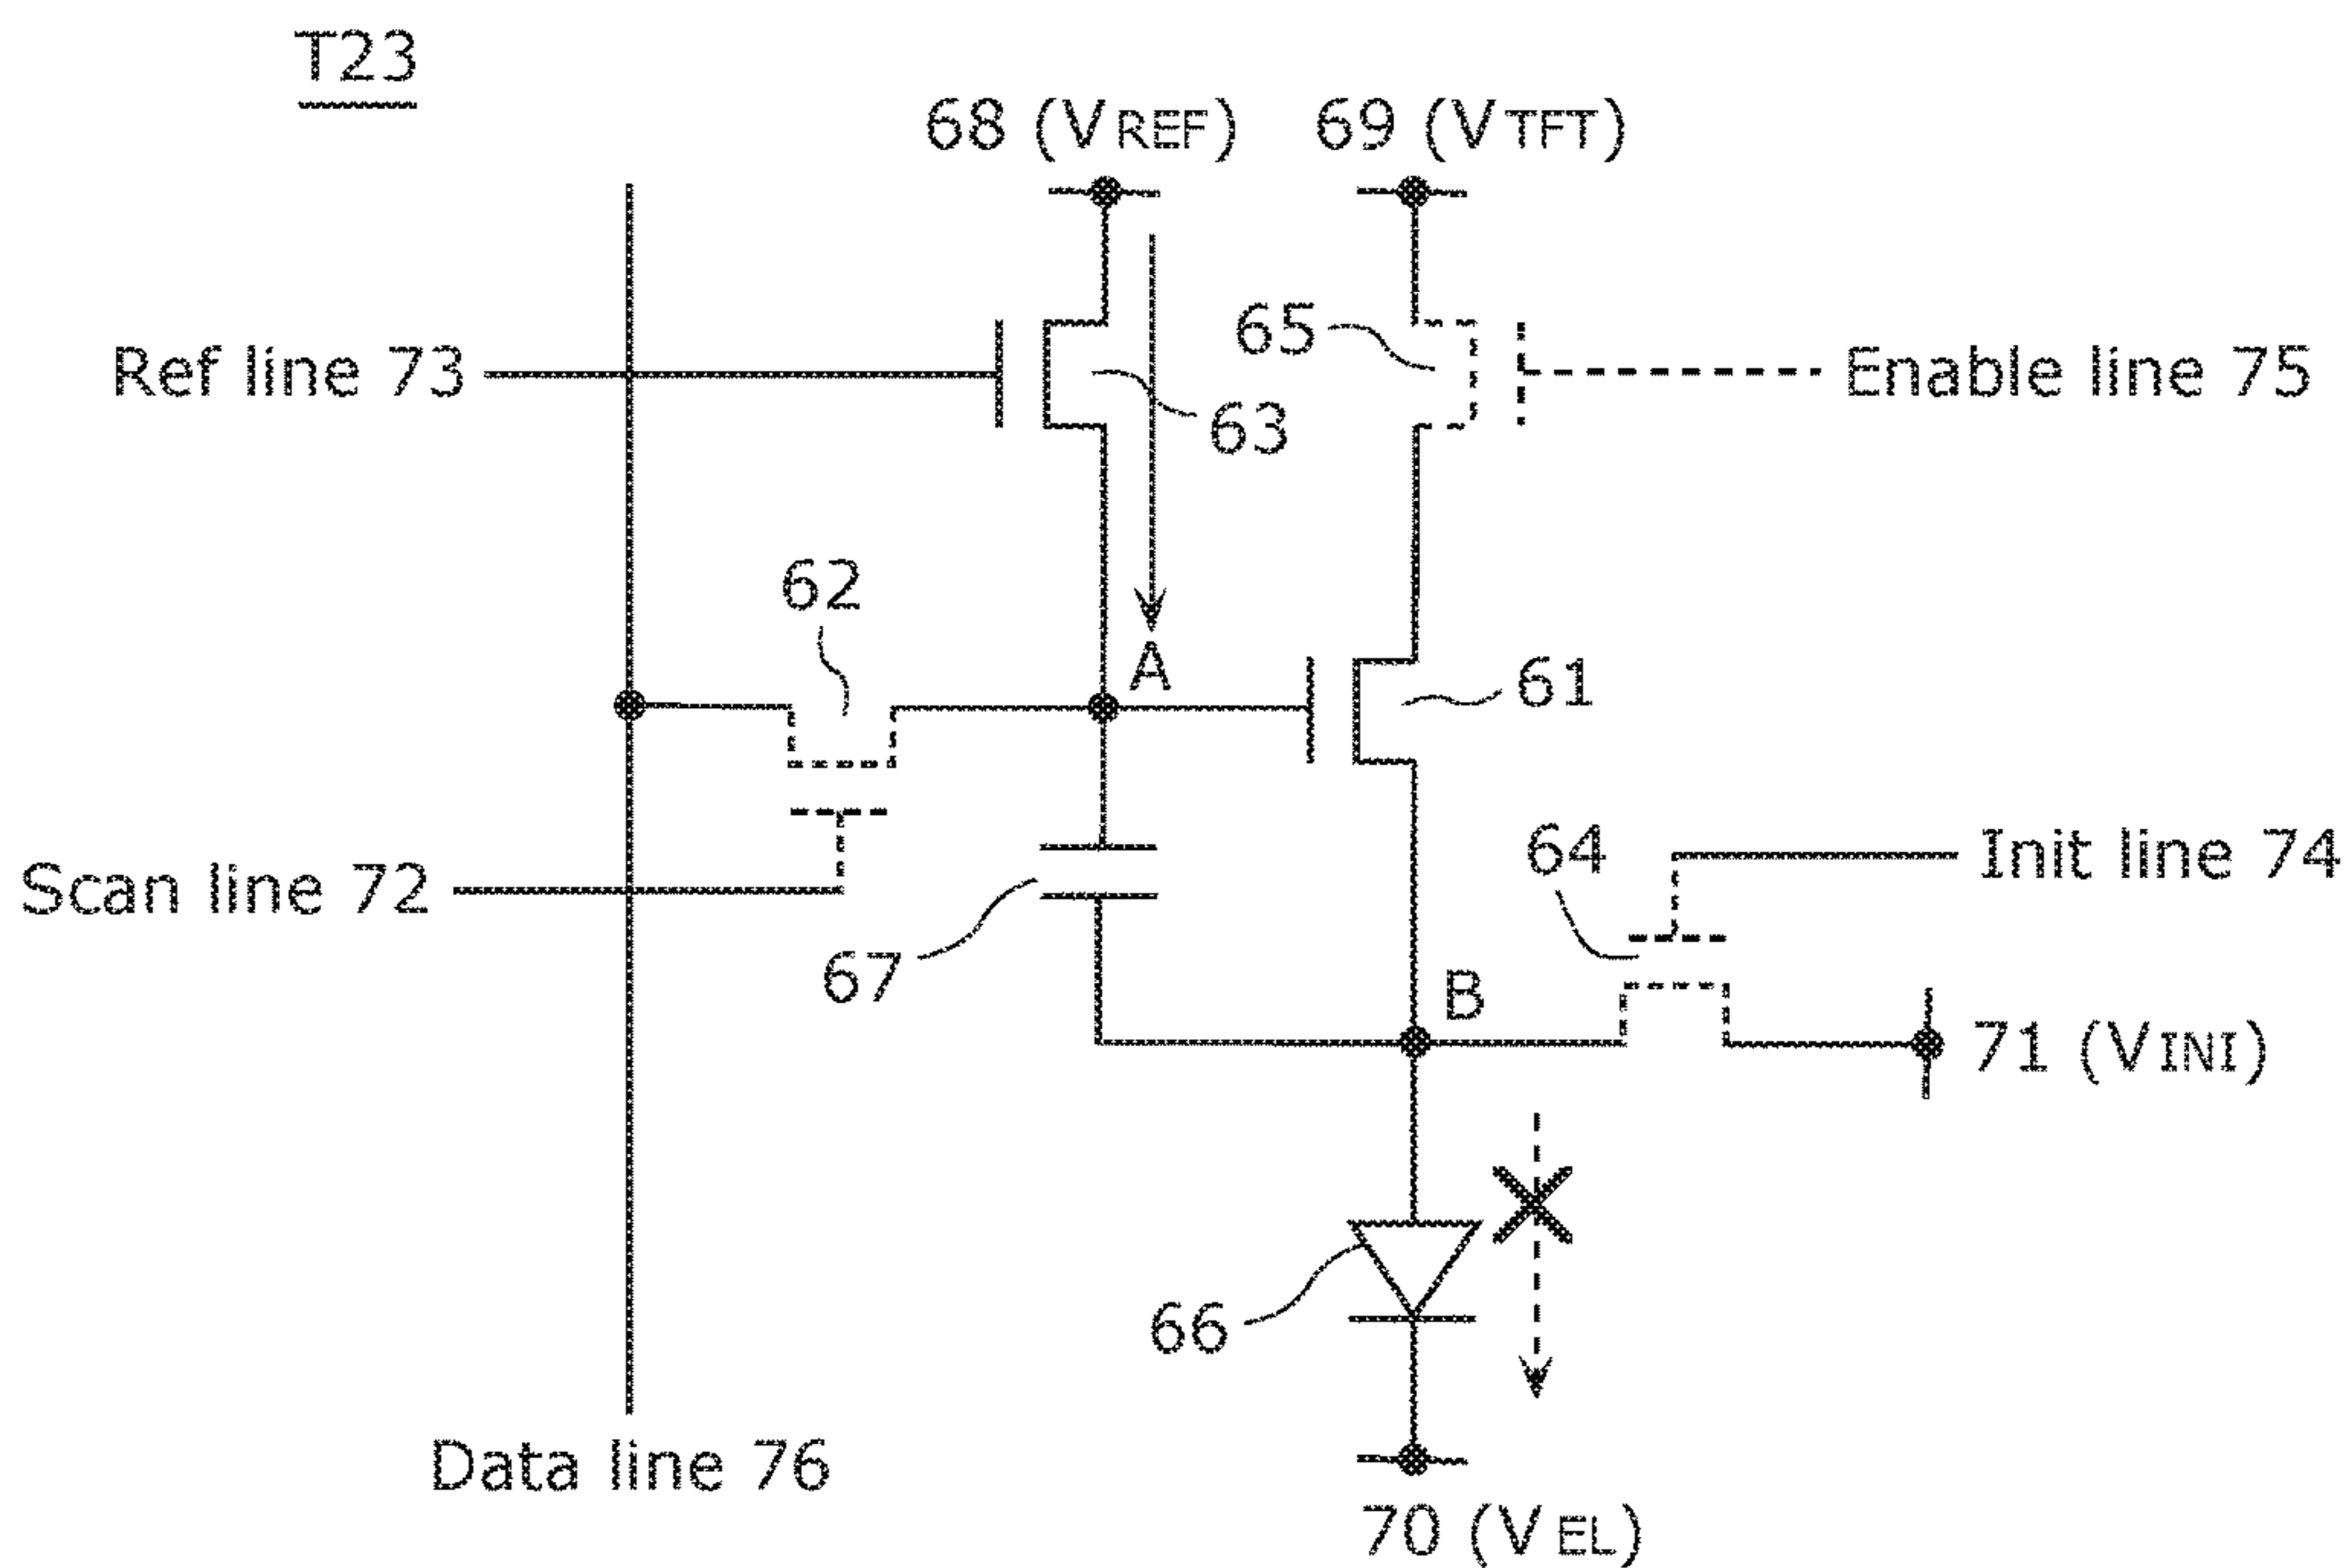 T23
68 (VREF)
69 (VTFT)
Ref line 73
65
Enable line 75
63
62
A
61
Scan line 72
64
Init line 74
67
B
71 (VINI)
66
Data line 76
70 (VEL)